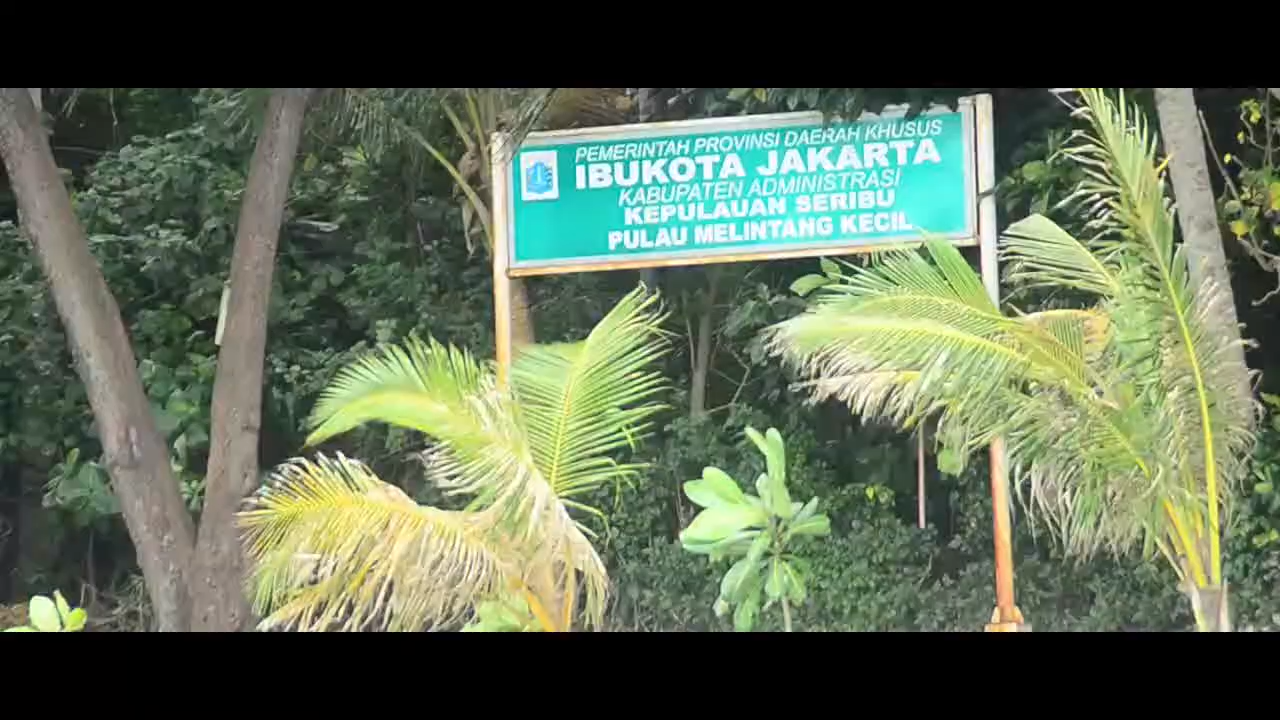 PEMERINTAH PROVINSI DAERAH KHUSUS
IBUKOTA JAKARTA
KABUPATEN ADMINISTRASI
KEPULAUAN SERIBU
PULAU MELINTANG KECIL